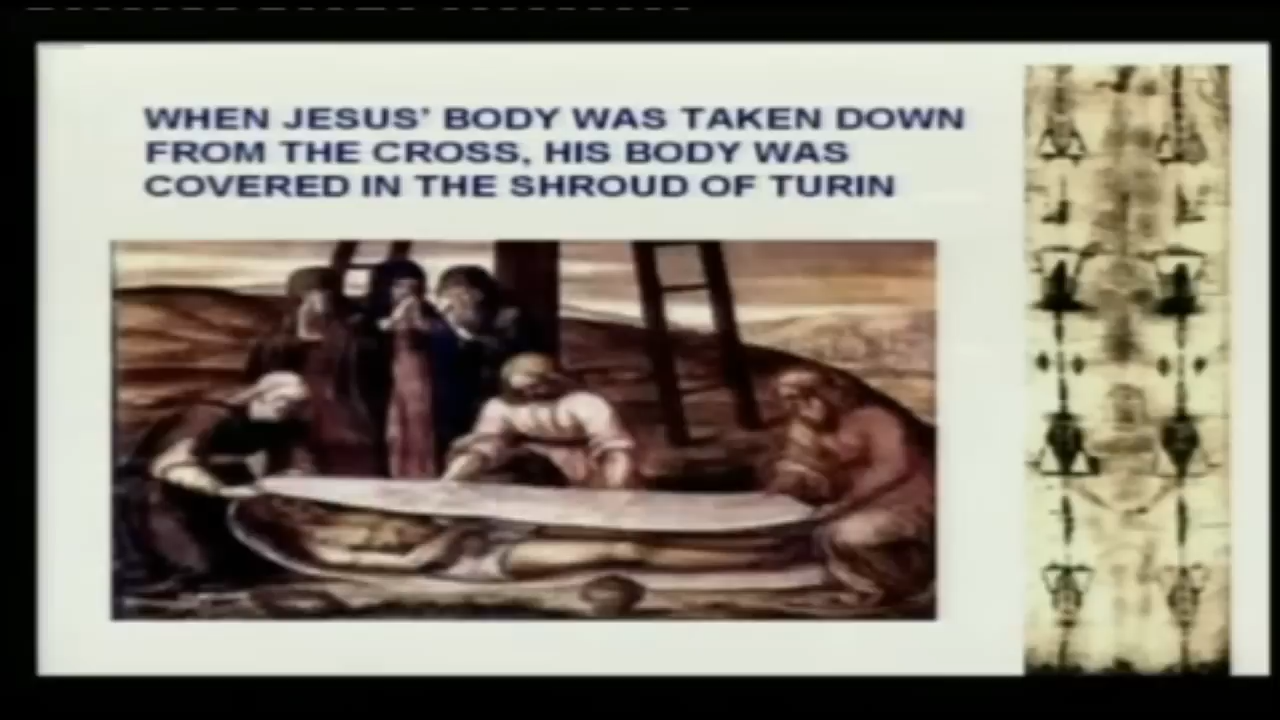 WHEN JESUS' BODY WAS TAKEN DOWN
FROM THE CROSS, HIS BODY WAS
COVERED IN THE SHROUD OF TURIN